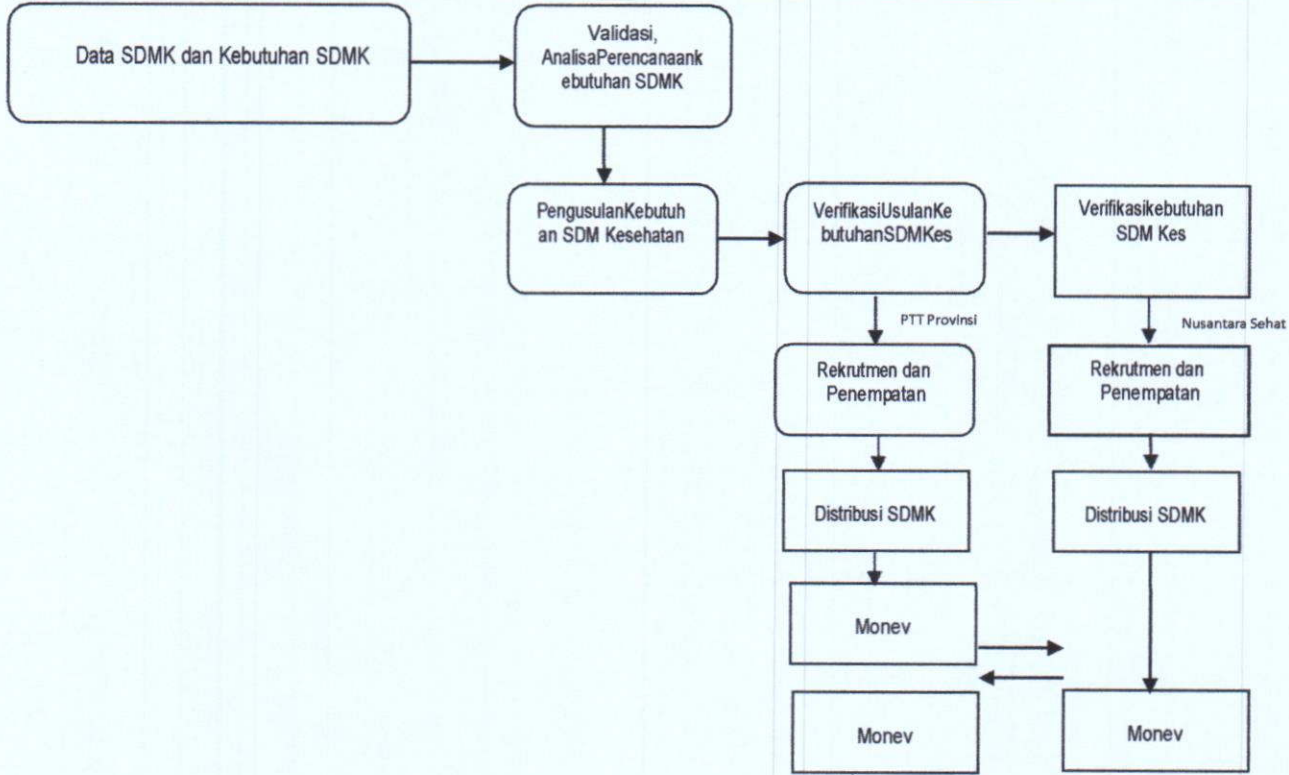 Data SDMK dan Kebutuhan SDMK
Validasi,
AnalisaPerencanaank
ebutuhan SDMK
PengusulanKebutuh
an SDM Kesehatan
VerifikasiUsulanKe
butuhanSDMKes
Verifikasikebutuhan
SDM Kes
PTT Provinsi
Nusantara Sehat
Rekrutmen dan
Penempatan
Rekrutmen dan
Penempatan
Distribusi SDMK
Distribusi SDMK
Monev
Monev
Monev